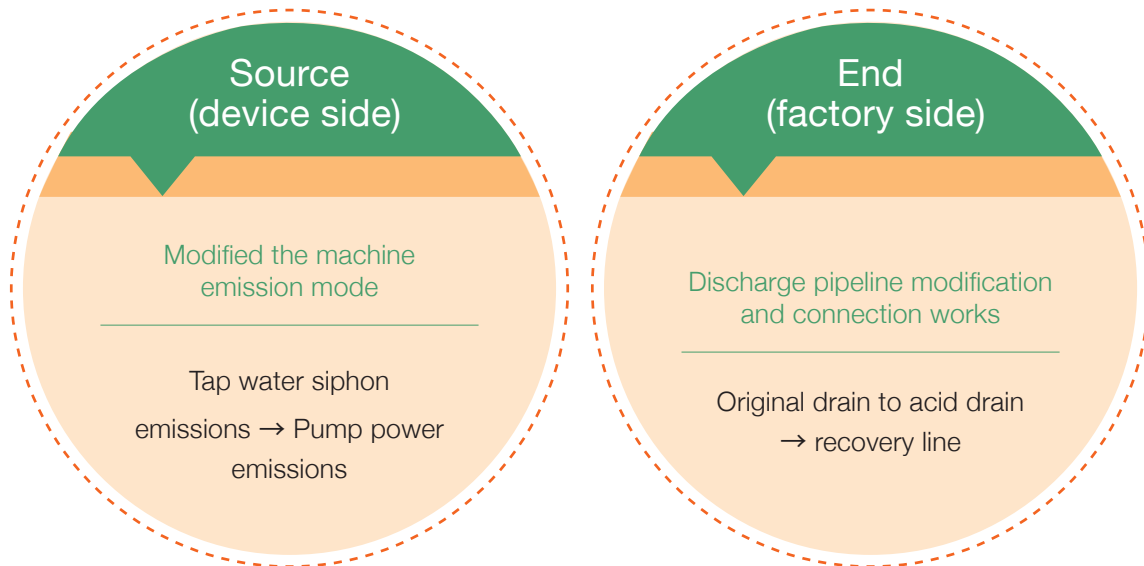 Source
(device side)
Modified the machine
emission mode
Tap water siphon
emissions → Pump power
emissions
End
(factory side)
Discharge pipeline modification
and connection works
Original drain to acid drain
→ recovery line